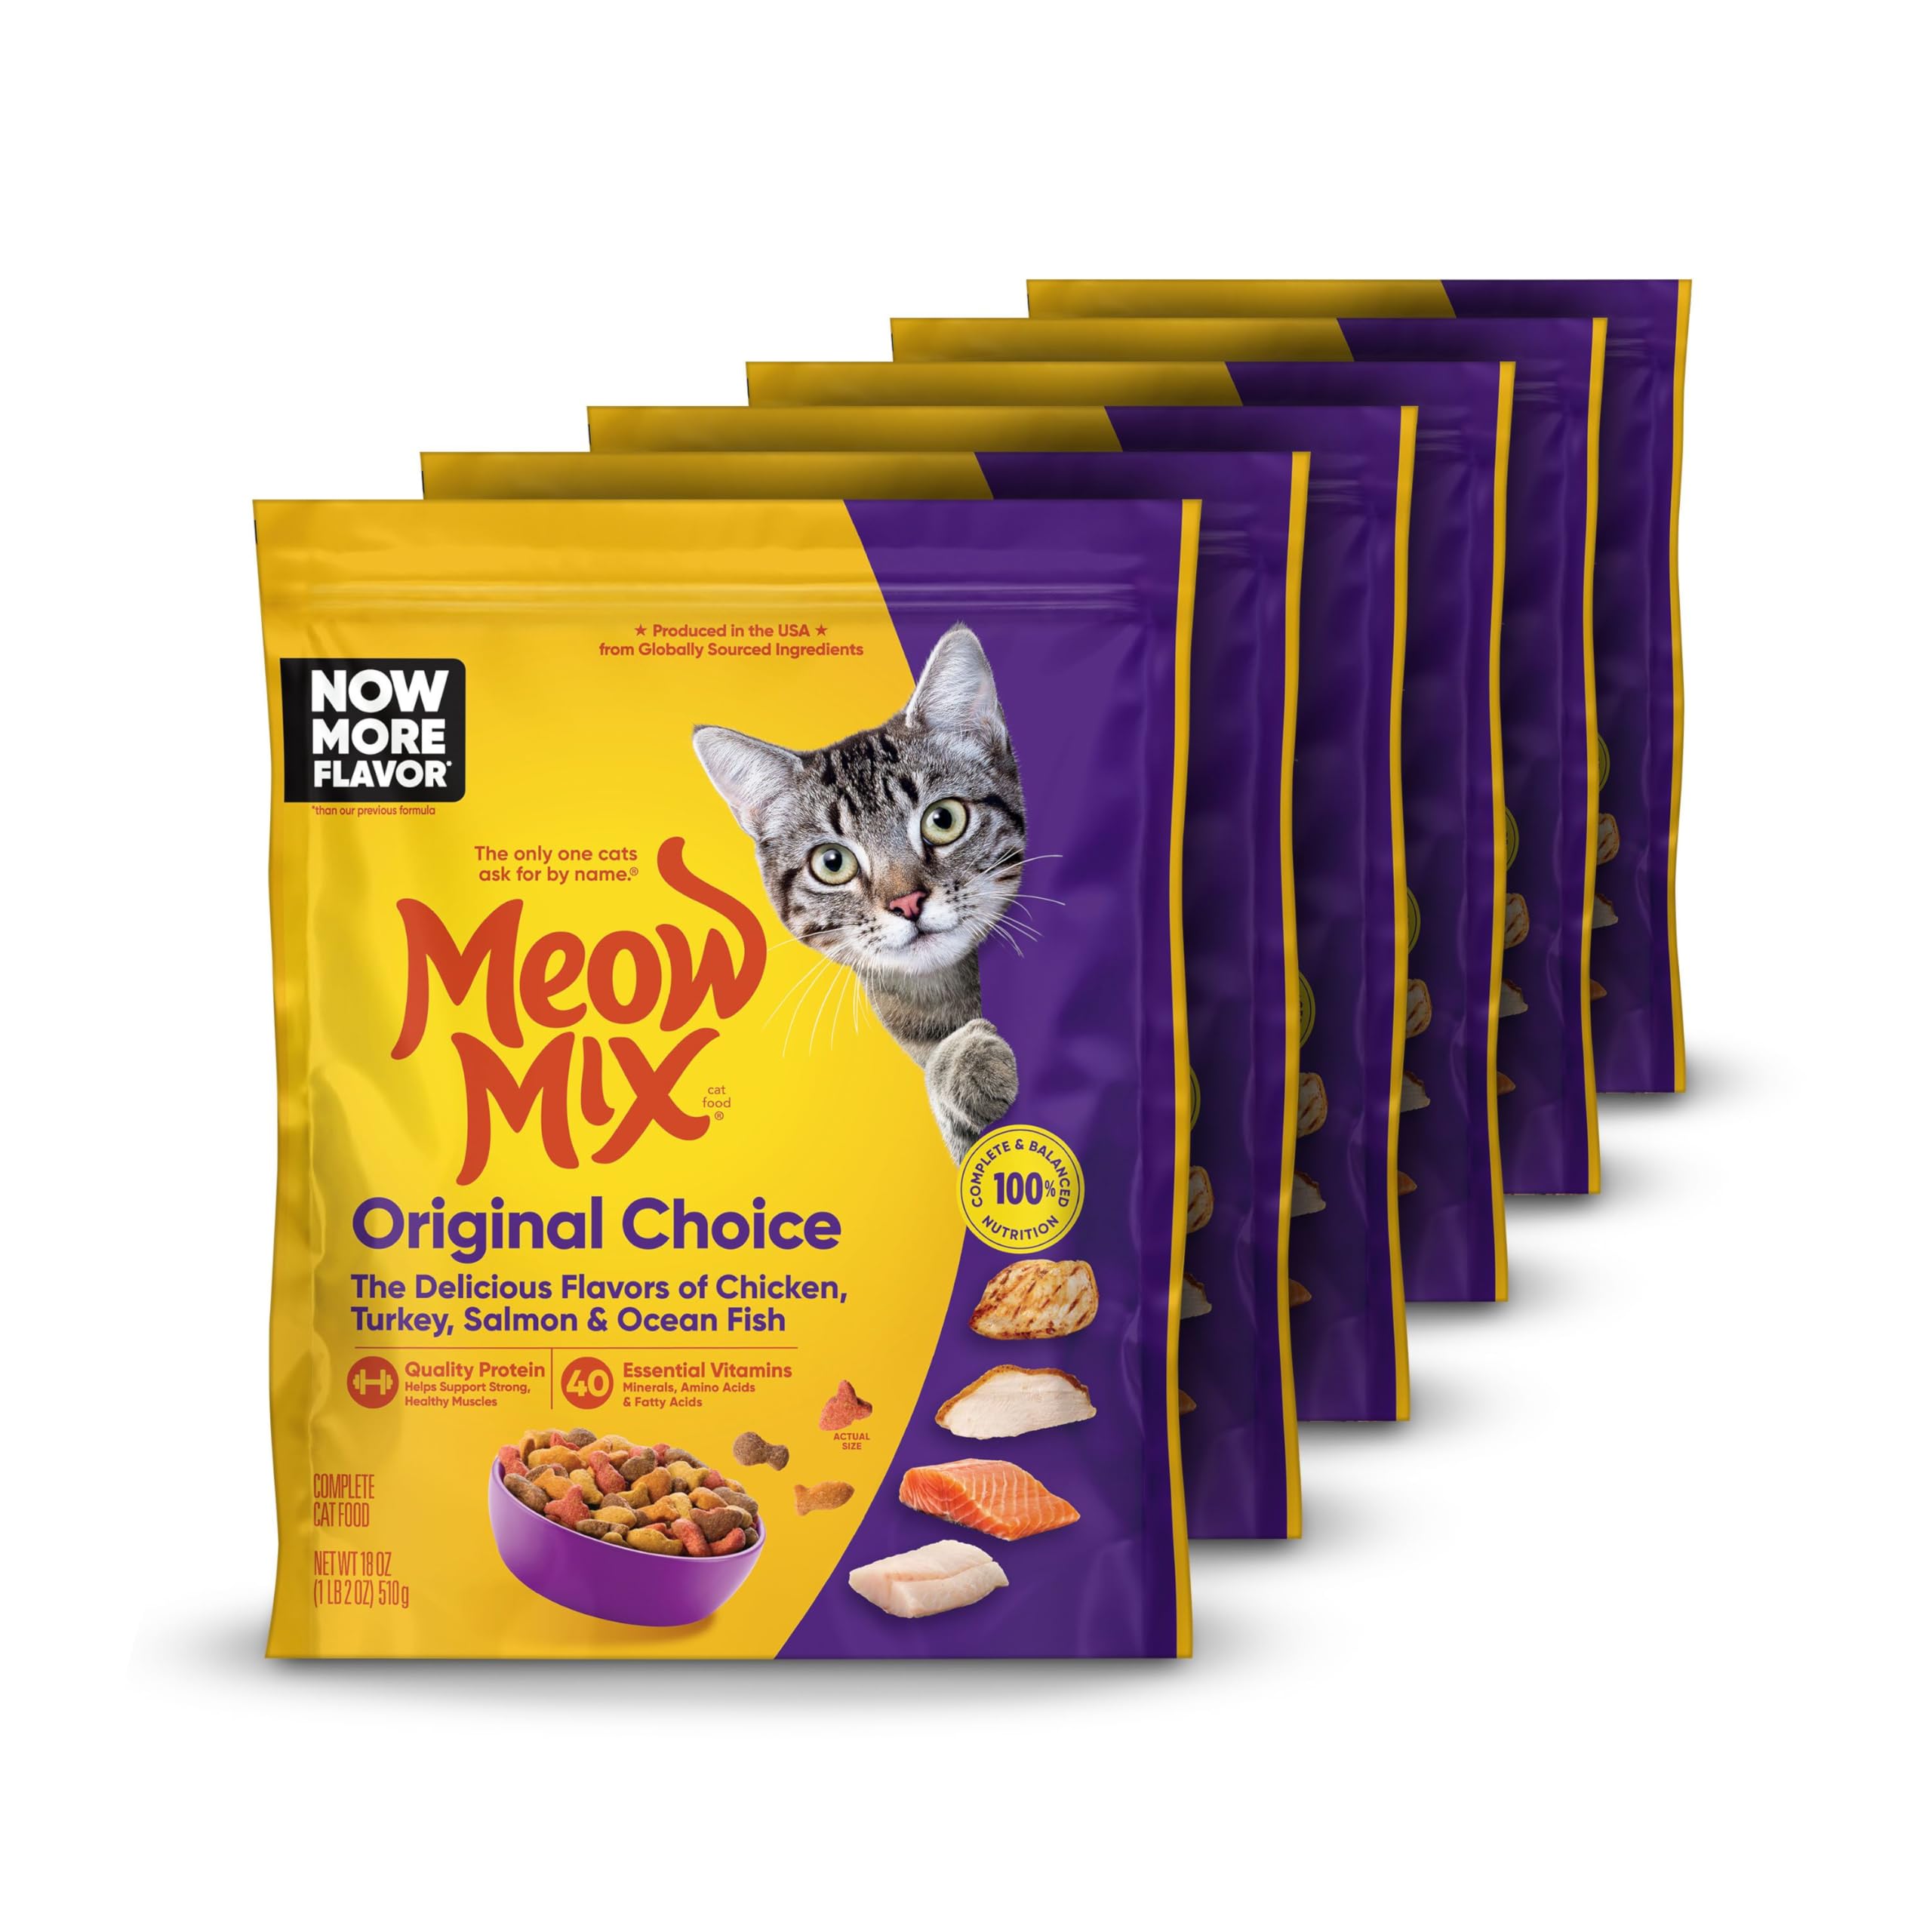 ★ Produced in the USA ★
from Globally Sourced Ingredients
NOW
MORE
FLAVOR*
*than our previous formula
The only one cats
ask for by name.®
Meow
Mix
cat
food
®
Original Choice
The Delicious Flavors of Chicken,
Turkey, Salmon & Ocean Fish
COMPLETE & BALANCED
100%
NUTRITION
Quality Protein
Helps Support Strong,
Healthy Muscles
40
Essential Vitamins
Minerals, Amino Acids
& Fatty Acids
ACTUAL
SIZE
COMPLETE
CAT FOOD
NET WT 18 OZ
(1 LB 2 OZ) 510g